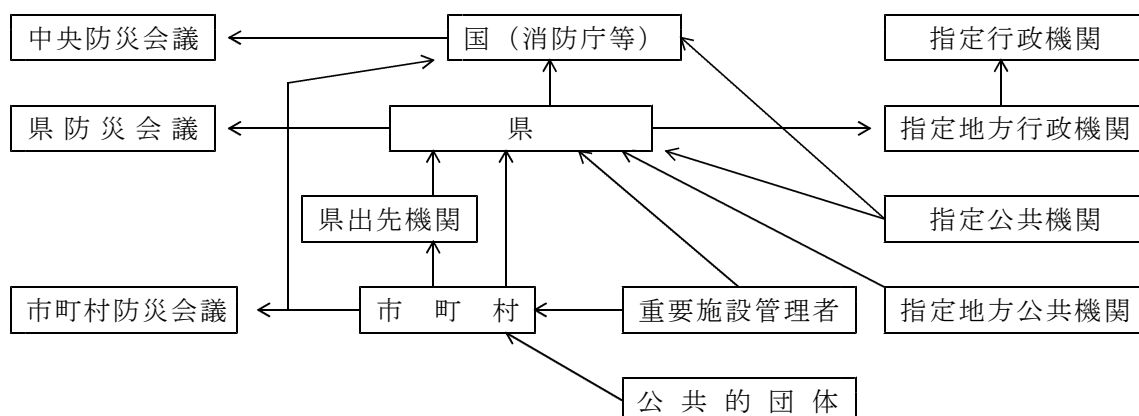 中央防災会議
国（消防庁等）
指定行政機関
県防災会議
県
指定地方行政機関
県出先機関
指定公共機関
市町村防災会議
市町村
重要施設管理者
指定地方公共機関
公共的団体